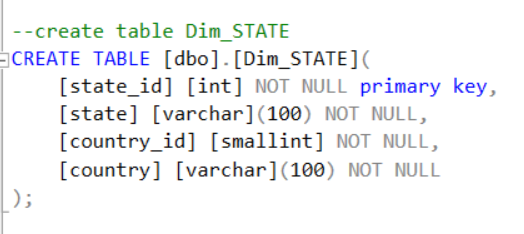 --create table Dim_STATE
CREATE TABLE [dbo].[Dim_STATE](
[state_id] [int] NOT NULL primary key,
[state] [varchar](100) NOT NULL,
[country_id] [smallint] NOT NULL,
[country] [varchar](100) NOT NULL
);